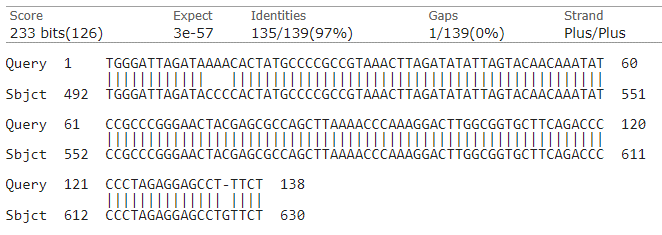 Score Expect Identities Gaps Strand
233 bits(126) 3e-57 135/139(97%) 1/139(0%) Plus/Plus
Query 1 TGGGATTAGATAAAACACTATGCCCCGCCGTAAACTTAGATATATTAGTACAACAAATAT 60
Sbjct 492 TGGGATTAGATACCCCACTATGCCCCGCCGTAAACTTAGATATATTAGTACAACAAATAT 551
Query 61 CCGCCCGGGAACTACGAGCGCCAGCTTAAAACCCAAAGGACTTGGCGGTGCTTCAGACCC 120
Sbjct 552 CCGCCCGGGAACTACGAGCGCCAGCTTAAAACCCAAAGGACTTGGCGGTGCTTCAGACCC 611
Query 121 CCCTAGAGGAGCCT-TTCT 138
Sbjct 612 CCCTAGAGGAGCCTGTTCT 630